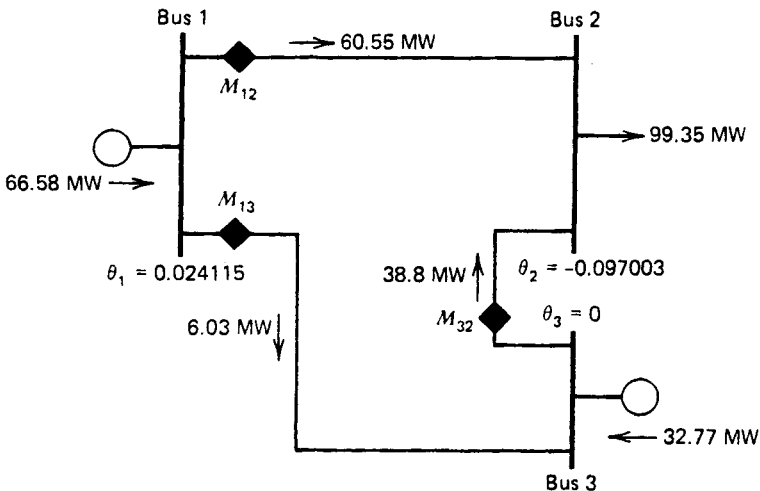 Bus 1
Bus 2
60.55 MW
M12
99.35 MW
66.58 MW
M13
θ1 = 0.024115
38.8 MW
θ2 = -0.097003
6.03 MW
M32
θ3 = 0
32.77 MW
Bus 3